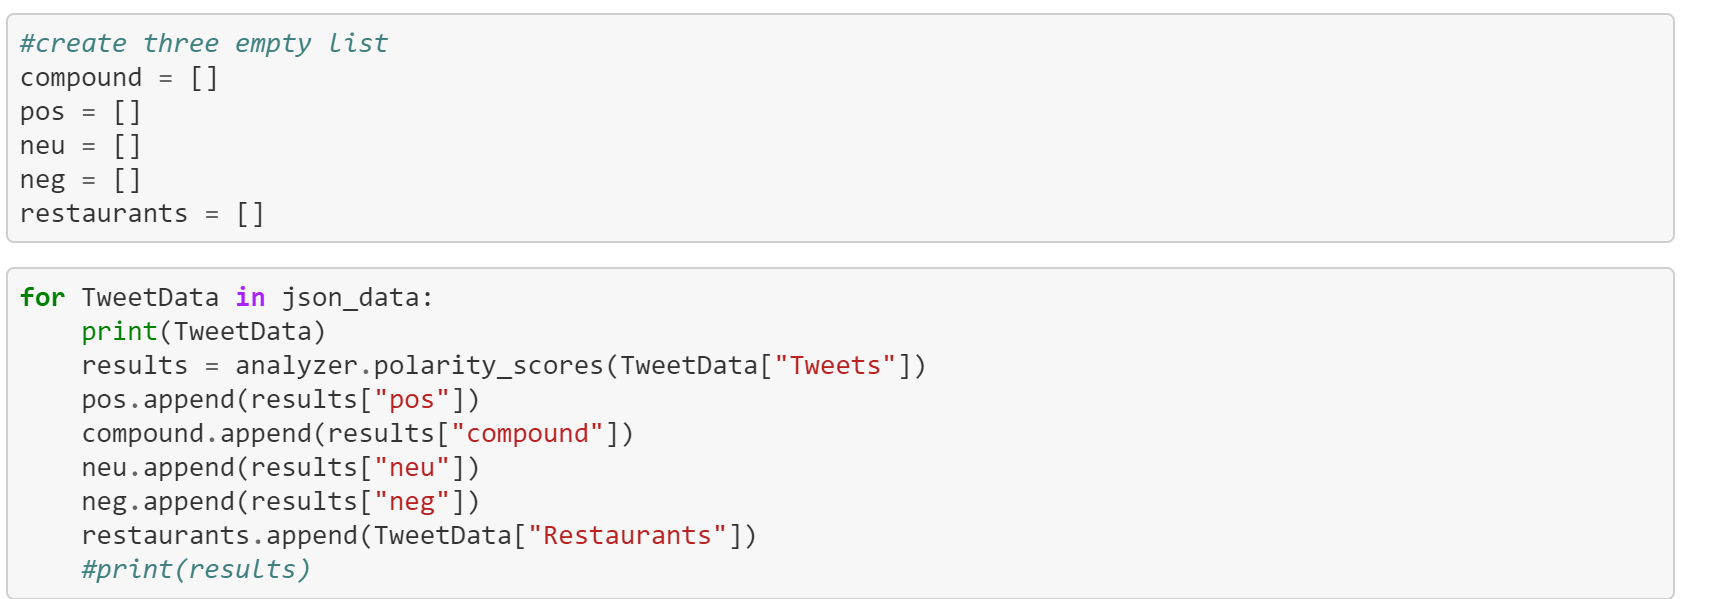 #create three empty list
compound = []
pos = []
neu = []
neg = []
restaurants = []
for TweetData in json_data:
    print(TweetData)
    results = analyzer.polarity_scores(TweetData["Tweets"])
    pos.append(results["pos"])
    compound.append(results["compound"])
    neu.append(results["neu"])
    neg.append(results["neg"])
    restaurants.append(TweetData["Restaurants"])
    #print(results)